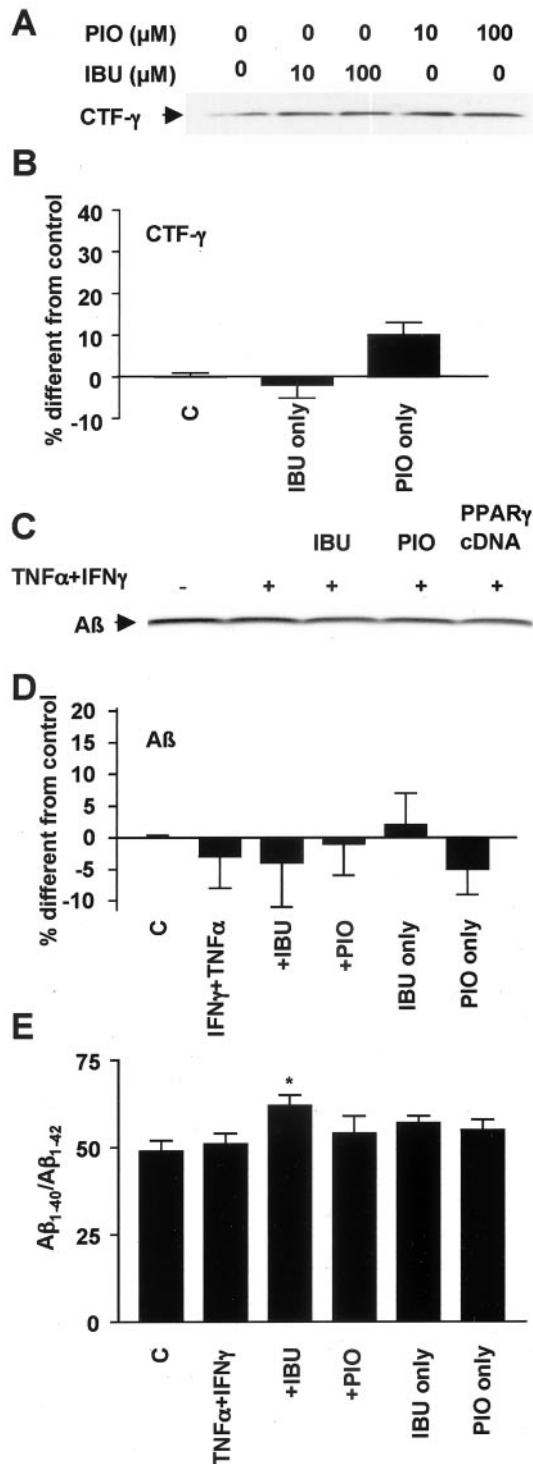 A
PIO (µM) 0 0 0 10 100
IBU (µM) 0 10 100 0 0
CTF-γ
B
CTF-γ
% different from control
40
30
20
10
0
-10
C
IBU only
PIO only
C
IBU PIO PPARγ cDNA
TNFα+IFNγ - + + + +
Aß
D
Aß
% different from control
20
15
10
5
0
-5
-10
C
IFNγ+TNFα
+IBU
+PIO
IBU only
PIO only
E
Aβ1-40/Aβ1-42
75
50
25
0
*
C
TNFα+IFNγ
+IBU
+PIO
IBU only
PIO only